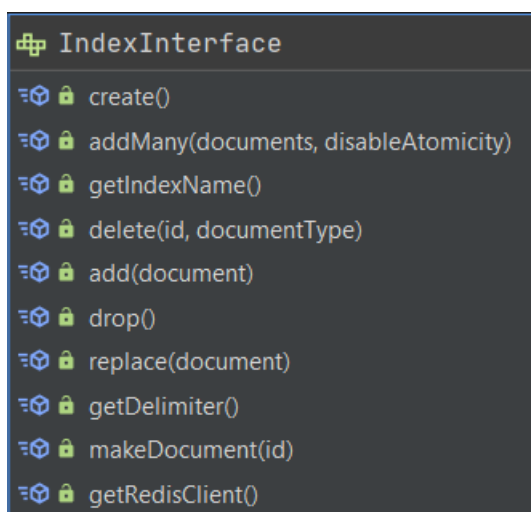 IndexInterface
create()
addMany(documents, disableAtomicity)
getIndexName()
delete(id, documentType)
add(document)
drop()
replace(document)
getDelimiter()
makeDocument(id)
getRedisClient()